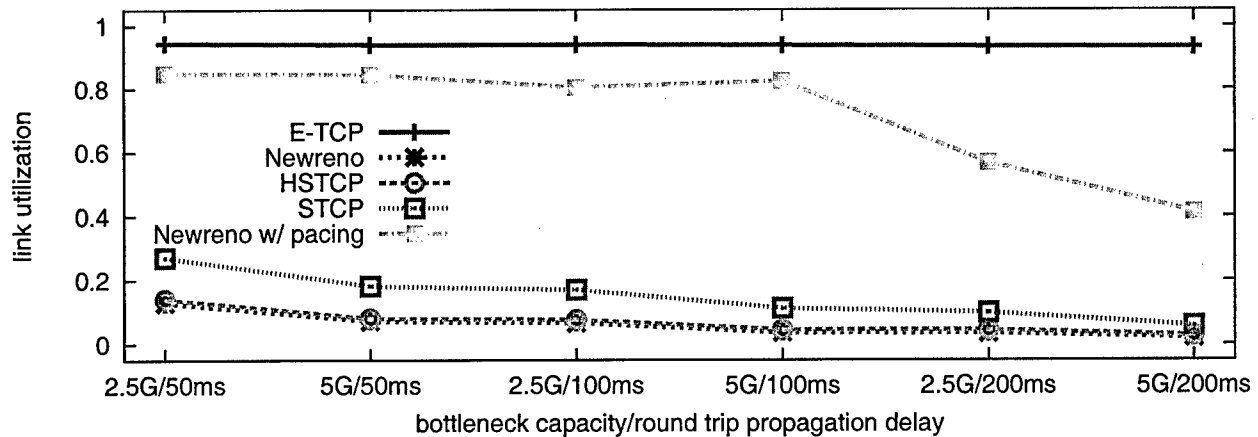 1
0.8
0.6
0.4
0.2
0
link utilization
E-TCP
Newreno
HSTCP
STCP
Newreno w/ pacing
2.5G/50ms 5G/50ms 2.5G/100ms 5G/100ms 2.5G/200ms 5G/200ms
bottleneck capacity/round trip propagation delay